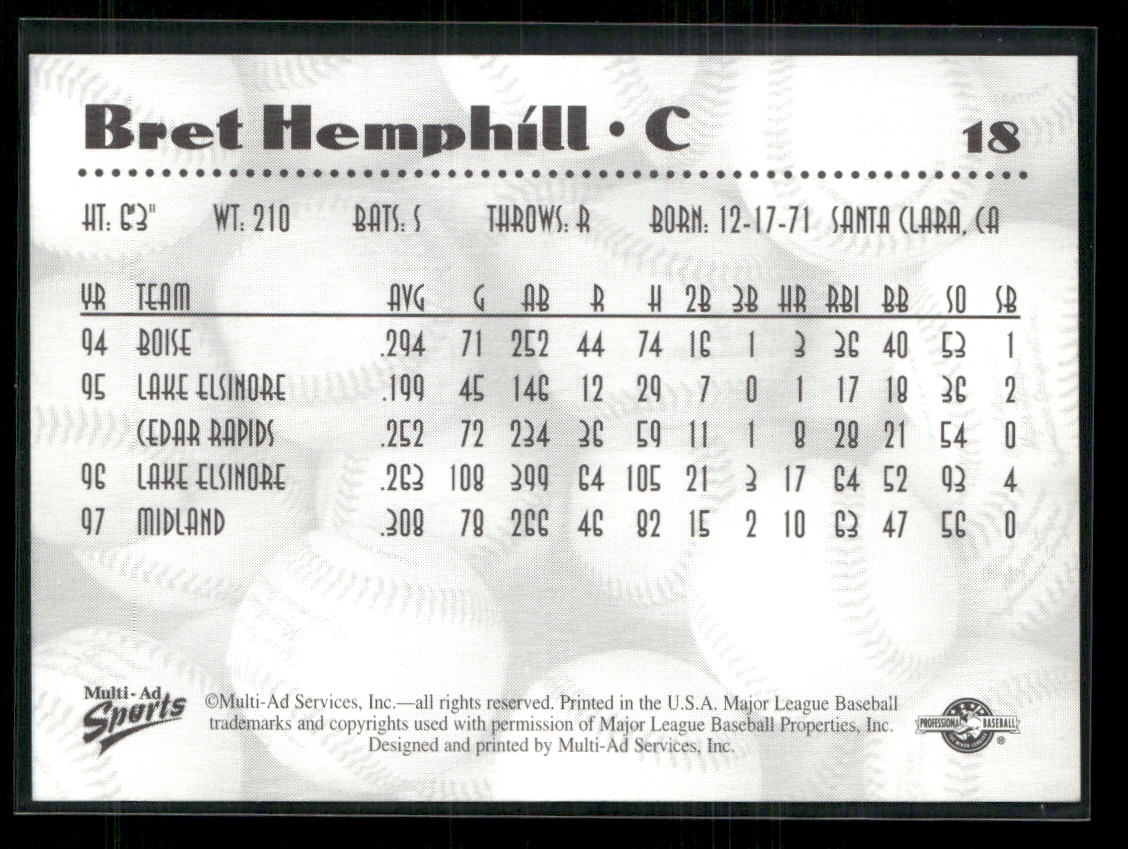 Bret Hemphill • C 18
HT: 6'3" WT: 210 BATS: S THROWS: R BORN: 12-17-71 SANTA CLARA, CA
YR TEAM AVG G AB R H 2B 3B HR RBI BB SO SB
94 BOISE .294 71 252 44 74 16 1 3 36 40 53 1
95 LAKE ELSINORE .199 45 146 12 29 7 0 1 17 18 36 2
CEDAR RAPIDS .252 72 234 36 59 11 1 8 28 21 54 0
96 LAKE ELSINORE .263 108 399 64 105 21 3 17 64 52 93 4
97 MIDLAND .308 78 266 46 82 15 2 10 63 47 56 0
Multi-Ad
Sports
©Multi-Ad Services, Inc.—all rights reserved. Printed in the U.S.A. Major League Baseball
trademarks and copyrights used with permission of Major League Baseball Properties, Inc.
Designed and printed by Multi-Ad Services, Inc.
PROFESSIONAL BASEBALL
®